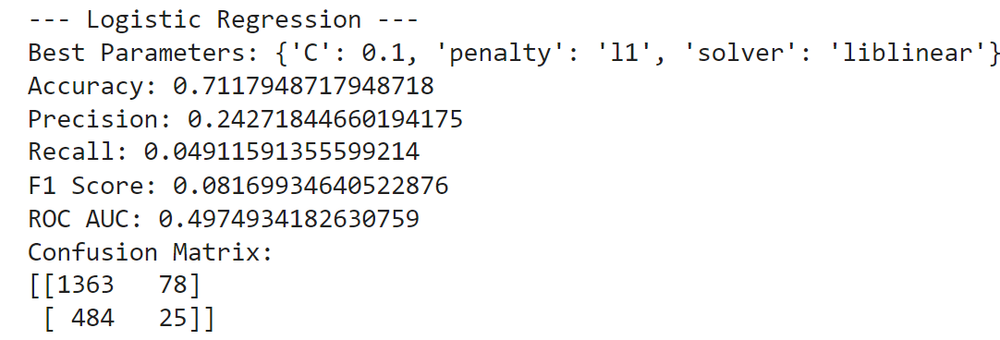 --- Logistic Regression ---
Best Parameters: {'C': 0.1, 'penalty': 'l1', 'solver': 'liblinear'}
Accuracy: 0.7117948717948718
Precision: 0.24271844660194175
Recall: 0.04911591355599214
F1 Score: 0.08169934640522876
ROC AUC: 0.4974934182630759
Confusion Matrix:
[[1363   78]
 [ 484   25]]